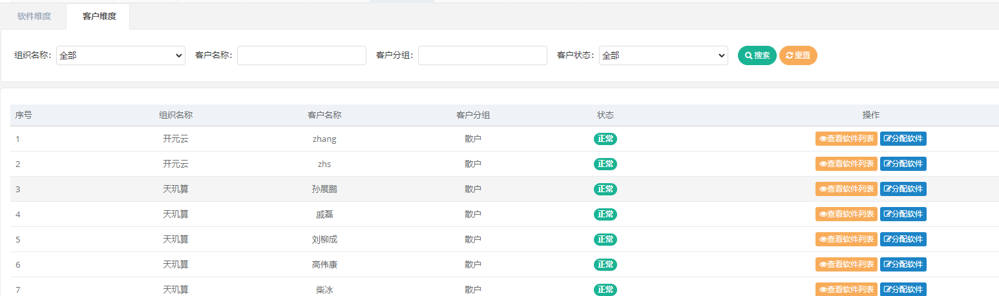 软件维度 客户维度
组织名称: 全部 客户名称: 客户分组: 客户状态: 全部 搜索 重置
序号 组织名称 客户名称 客户分组 状态 操作
1 开元云 zhang 散户 正常 查看软件列表 分配软件
2 开元云 zhs 散户 正常 查看软件列表 分配软件
3 天玑算 孙展鹏 散户 正常 查看软件列表 分配软件
4 天玑算 戚磊 散户 正常 查看软件列表 分配软件
5 天玑算 刘柳成 散户 正常 查看软件列表 分配软件
6 天玑算 高伟康 散户 正常 查看软件列表 分配软件
7 天玑算 柴冰 散户 正常 查看软件列表 分配软件